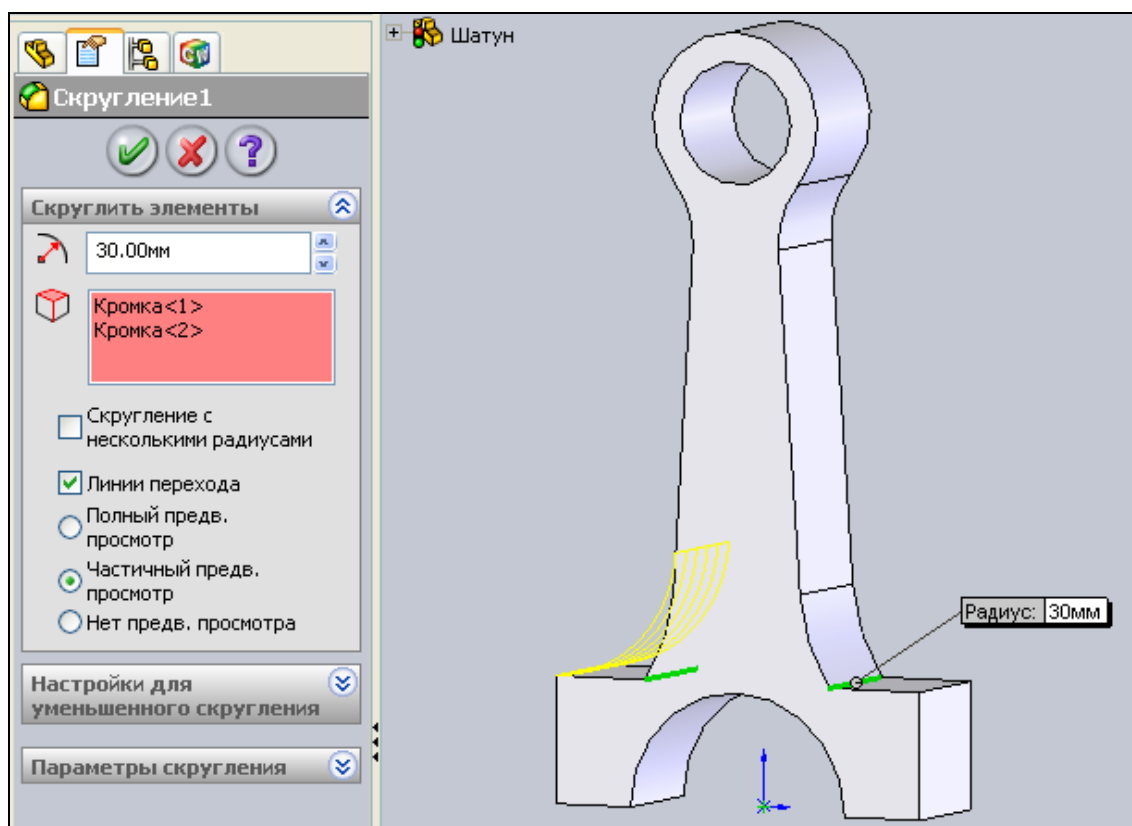 Шатун
Скругление1
Скруглить элементы
30.00мм
Кромка<1>
Кромка<2>
Скругление с
несколькими радиусами
Линии перехода
Полный предв.
просмотр
Частичный предв.
просмотр
Нет предв. просмотра
Настройки для
уменьшенного скругления
Параметры скругления
Радиус: 30мм